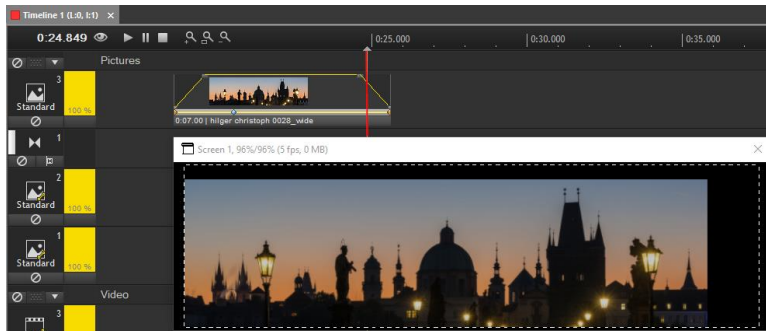 Timeline 1 (L:0, I:1) ×
0:24.849
0:25.000 0:30.000 0:35.000
Pictures
3
Standard
100 %
0:07.00 | hilger christoph 0028_wide
1
Screen 1, 96%/96% (5 fps, 0 MB)
2
Standard
100 %
1
Standard
100 %
Video
3